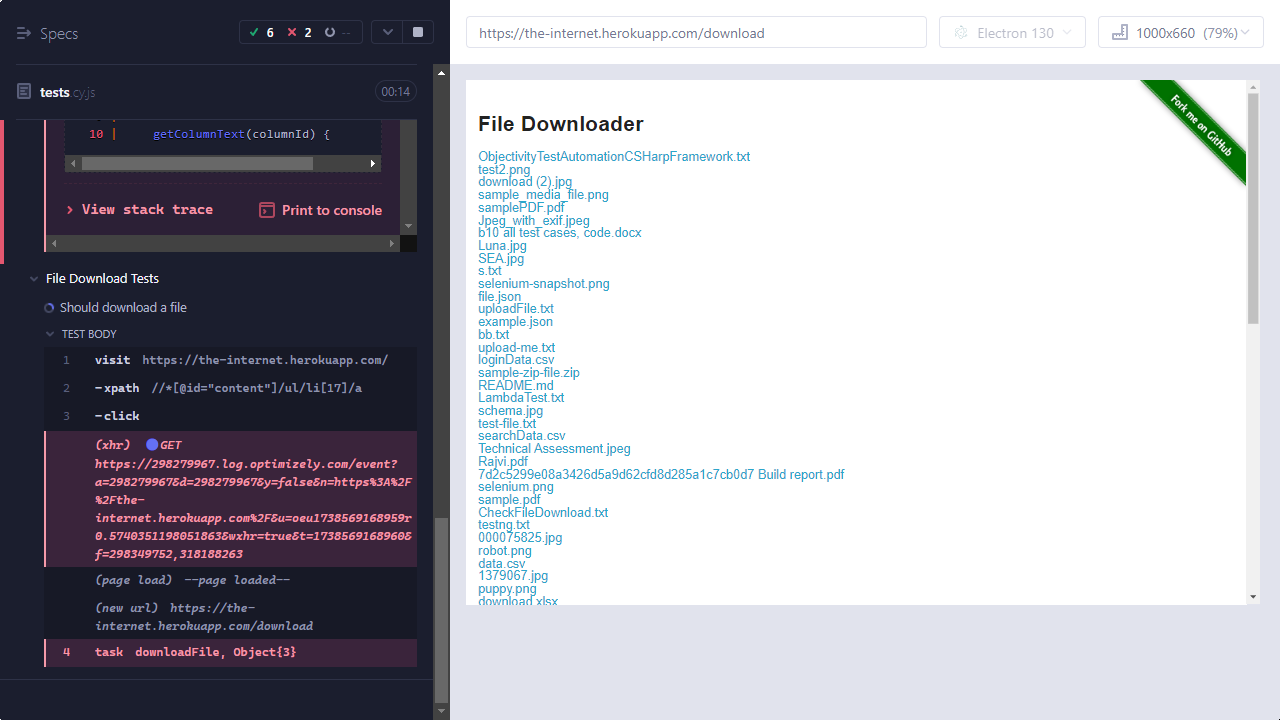 Specs
6 2 --
tests.cy.js 00:14
10 | getColumnText(columnId) {
View stack trace Print to console
File Download Tests
Should download a file
TEST BODY
1 visit https://the-internet.herokuapp.com/
2 -xpath //*[@id="content"]/ul/li[17]/a
3 -click
(xhr) GET
https://298279967.log.optimizely.com/event?
a=298279967&d=298279967&y=false&n=https%3A%2F
%2Fthe-
internet.herokuapp.com%2F&u=oeu1738569168959r
0.5740351198051863&wxhr=true&t=1738569168960&
f=298349752,318188263
(page load) --page loaded--
(new url) https://the-
internet.herokuapp.com/download
4 task downloadFile, Object{3}
https://the-internet.herokuapp.com/download
Electron 130
1000x660 (79%)
Fork me on GitHub
File Downloader
ObjectivityTestAutomationCSHarpFramework.txt
test2.png
download (2).jpg
sample_media_file.png
samplePDF.pdf
Jpeg_with_exif.jpeg
b10 all test cases, code.docx
Luna.jpg
SEA.jpg
s.txt
selenium-snapshot.png
file.json
uploadFile.txt
example.json
bb.txt
upload-me.txt
loginData.csv
sample-zip-file.zip
README.md
LambdaTest.txt
schema.jpg
test-file.txt
searchData.csv
Technical Assessment.jpeg
Rajvi.pdf
7d2c5299e08a3426d5a9d62cfd8d285a1c7cb0d7 Build report.pdf
selenium.png
sample.pdf
CheckFileDownload.txt
testng.txt
000075825.jpg
robot.png
data.csv
1379067.jpg
puppy.png
download.xlsx